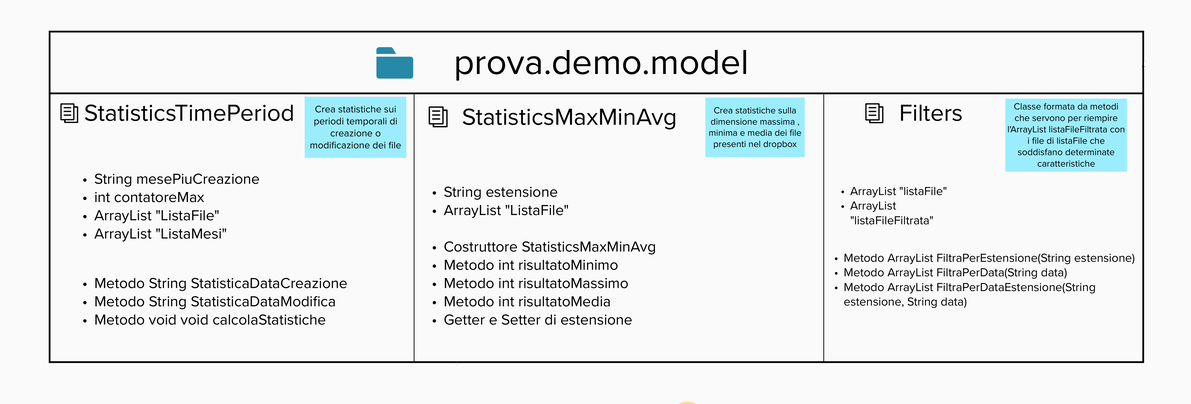 prova.demo.model
StatisticsTimePeriod
Crea statistiche sui
periodi temporali di
creazione o
modificazione dei file
• String mesePiuCreazione
• int contatoreMax
• ArrayList "ListaFile"
• ArrayList "ListaMesi"
• Metodo String StatisticaDataCreazione
• Metodo String StatisticaDataModifica
• Metodo void void calcolaStatistiche
StatisticsMaxMinAvg
Crea statistiche sulla
dimensione massima ,
minima e media dei file
presenti nel dropbox
• String estensione
• ArrayList "ListaFile"
• Costruttore StatisticsMaxMinAvg
• Metodo int risultatoMinimo
• Metodo int risultatoMassimo
• Metodo int risultatoMedia
• Getter e Setter di estensione
Filters
Classe formata da metodi
che servono per riempire
l'ArrayList listaFileFiltrata con
i file di listaFile che
soddisfano determinate
caratteristiche
• ArrayList "listaFile"
• ArrayList
"listaFileFiltrata"
• Metodo ArrayList FiltraPerEstensione(String estensione)
• Metodo ArrayList FiltraPerData(String data)
• Metodo ArrayList FiltraPerDataEstensione(String
estensione, String data)